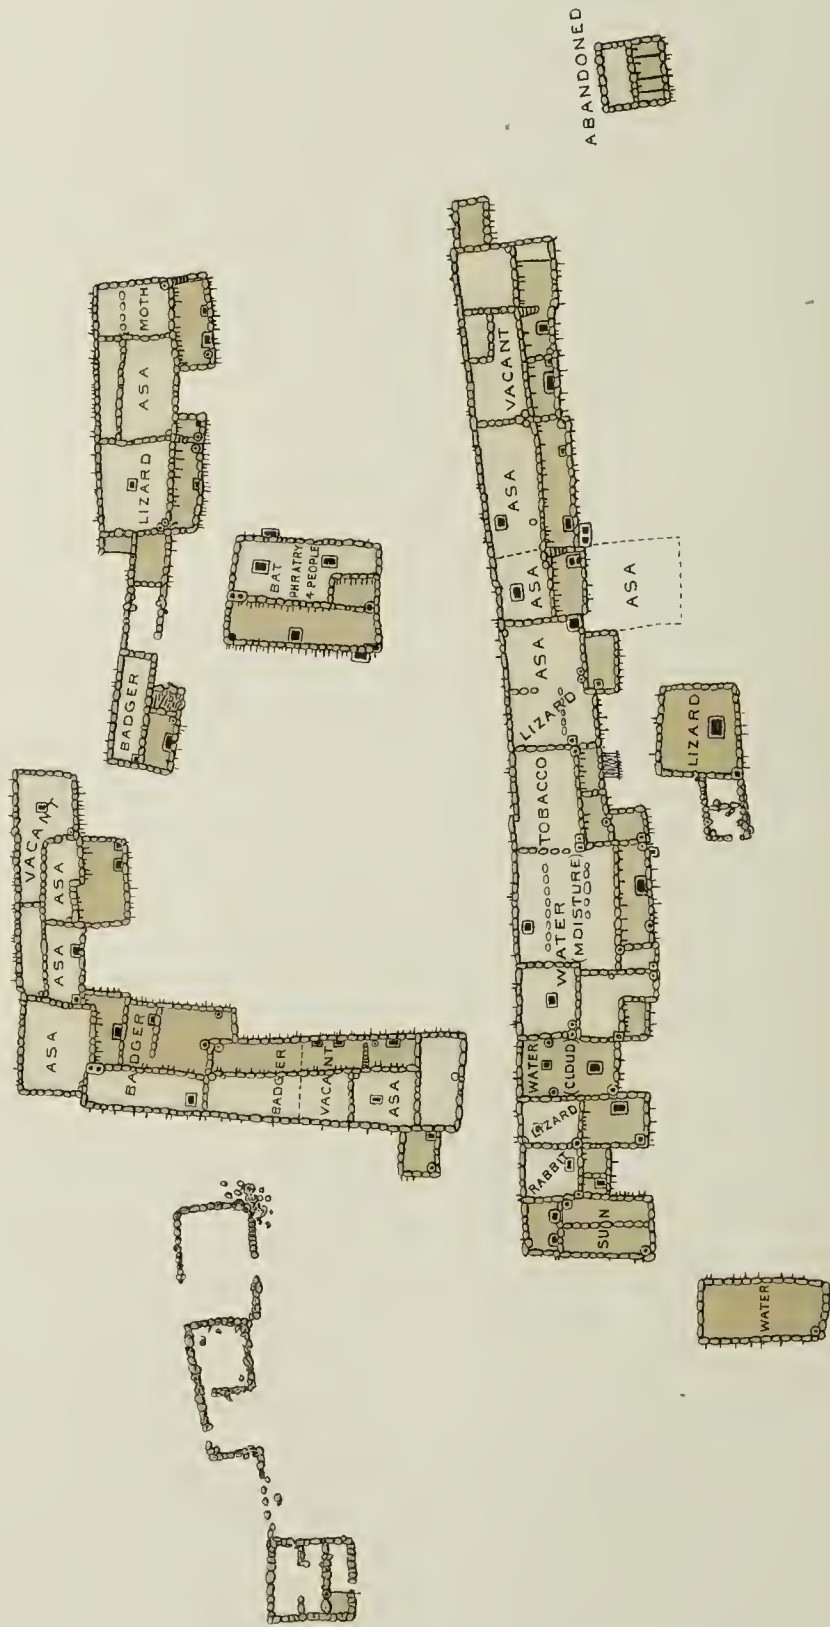 ABANDONED
MOTH
ASA
LIZARD
BADGER
BAT
PHRATRY
4 PEOPLE
VACANT
ASA
ASA
ASA
BADGER
BADGER
VACANT
ASA
VACANT
ASA
ASA
ASA
ASA
LIZARD
TOBACCO
WATER
(MOISTURE)
LIZARD
WATER
(CLOUD)
LIZARD
RABBIT
SUN
WATER